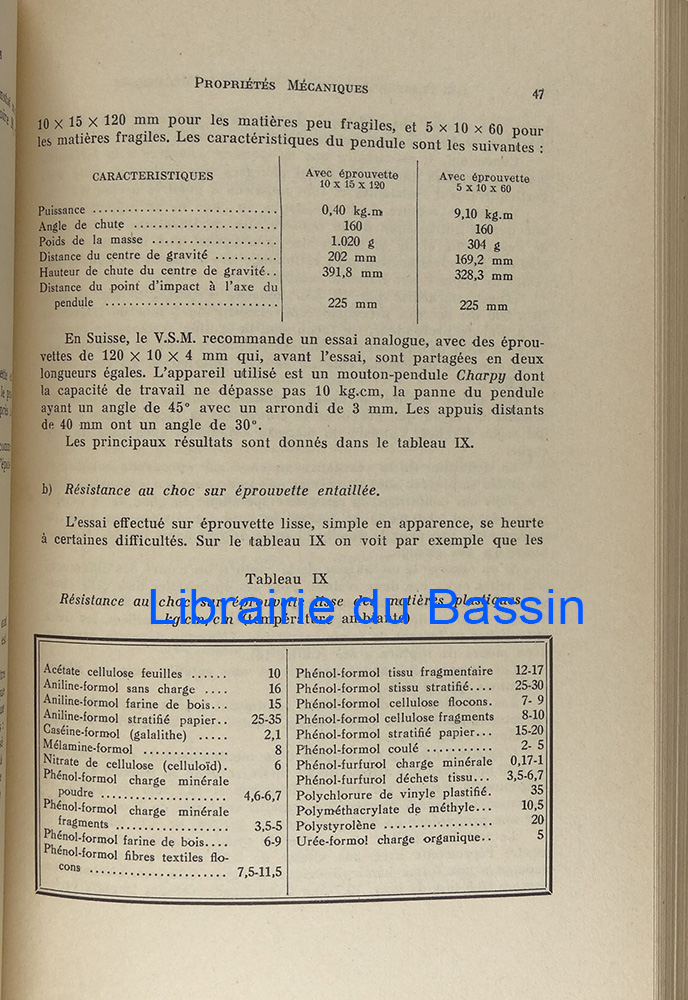 PROPRIÉTÉS MÉCANIQUES
47
10 × 15 × 120 mm pour les matières peu fragiles, et 5 × 10 × 60 pour
les matières fragiles. Les caractéristiques du pendule sont les suivantes :
CARACTERISTIQUES
Avec éprouvette
10 x 15 x 120
Avec éprouvette
5 x 10 x 60
Puissance .............................. 0,40 kg.m 9,10 kg.m
Angle de chute ....................... 160 160
Poids de la masse .................... 1.020 g 304 g
Distance du centre de gravité .......... 202 mm 169,2 mm
Hauteur de chute du centre de gravité.. 391,8 mm 328,3 mm
Distance du point d'impact à l'axe du
pendule ............................ 225 mm 225 mm
En Suisse, le V.S.M. recommande un essai analogue, avec des éprou-
vettes de 120 × 10 × 4 mm qui, avant l'essai, sont partagées en deux
longueurs égales. L'appareil utilisé est un mouton-pendule Charpy dont
la capacité de travail ne dépasse pas 10 kg.cm, la panne du pendule
ayant un angle de 45° avec un arrondi de 3 mm. Les appuis distants
de 40 mm ont un angle de 30°.
Les principaux résultats sont donnés dans le tableau IX.
b) Résistance au choc sur éprouvette entaillée.
L'essai effectué sur éprouvette lisse, simple en apparence, se heurte
à certaines difficultés. Sur le tableau IX on voit par exemple que les
Tableau IX
Résistance au choc sur éprouvette lisse des matières plastiques
Librairie du Bassin
kg.cm/cm (température ambiante)
Acétate cellulose feuilles ...... 10
Aniline-formol sans charge .... 16
Aniline-formol farine de bois... 15
Aniline-formol stratifié papier.. 25-35
Caséine-formol (galalithe) ..... 2,1
Mélamine-formol .............. 8
Nitrate de cellulose (celluloïd). 6
Phénol-formol charge minérale
poudre .................... 4,6-6,7
Phénol-formol charge minérale
fragments .................. 3,5-5
Phénol-formol farine de bois.... 6-9
Phénol-formol fibres textiles flo-
cons ...................... 7,5-11,5
Phénol-formol tissu fragmentaire 12-17
Phénol-formol stissu stratifié.... 25-30
Phénol-formol cellulose flocons. 7- 9
Phénol-formol cellulose fragments 8-10
Phénol-formol stratifié papier... 15-20
Phénol-formol coulé ........... 2- 5
Phénol-furfurol charge minérale 0,17-1
Phénol-furfurol déchets tissu... 3,5-6,7
Polychlorure de vinyle plastifié. 35
Polyméthacrylate de méthyle... 10,5
Polystyrolène ................. 20
Urée-formol charge organique.. 5